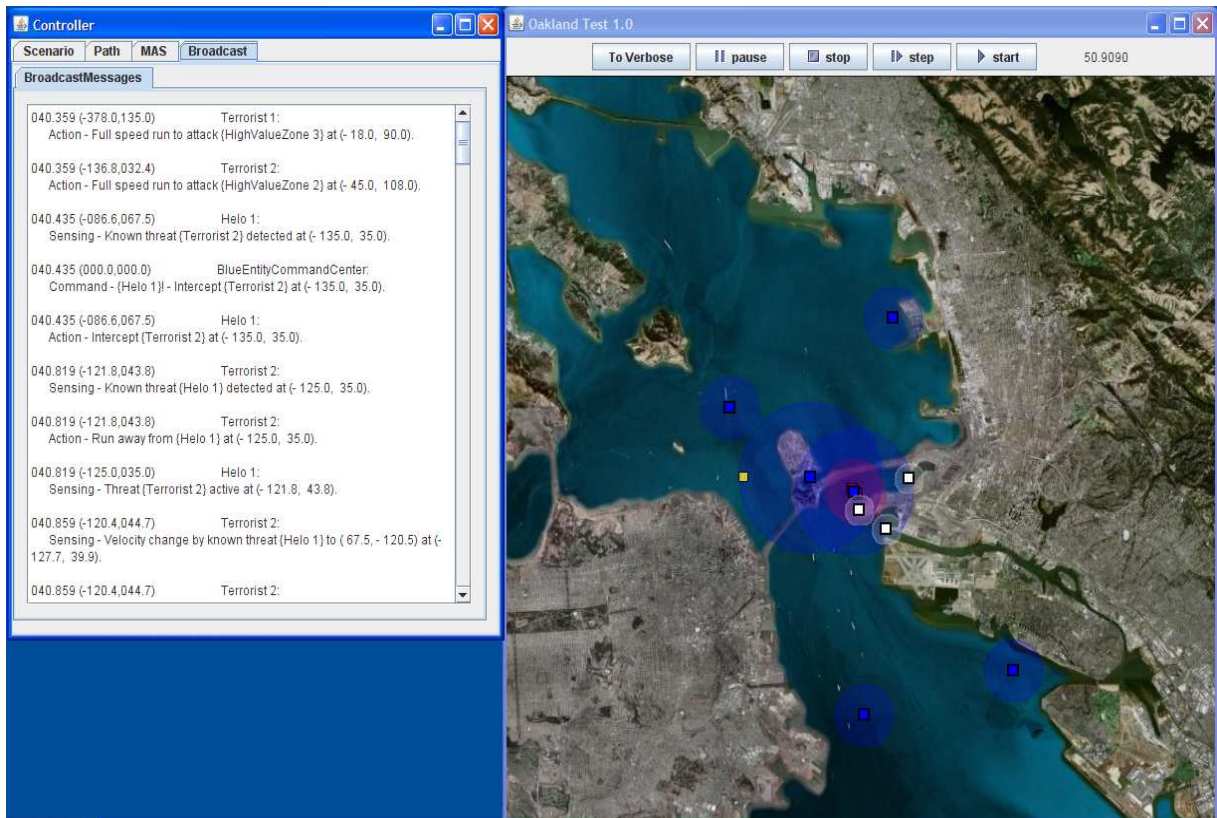 Controller
Scenario Path MAS Broadcast
BroadcastMessages
040.359 (-378.0,135.0) Terrorist 1:
Action - Full speed run to attack {HighValueZone 3} at (- 18.0, 90.0).
040.359 (-136.8,032.4) Terrorist 2:
Action - Full speed run to attack {HighValueZone 2} at (- 45.0, 108.0).
040.435 (-086.6,067.5) Helo 1:
Sensing - Known threat {Terrorist 2} detected at (- 135.0, 35.0).
040.435 (000.0,000.0) BlueEntityCommandCenter:
Command - {Helo 1}! - Intercept {Terrorist 2} at (- 135.0, 35.0).
040.435 (-086.6,067.5) Helo 1:
Action - Intercept {Terrorist 2} at (- 135.0, 35.0).
040.819 (-121.8,043.8) Terrorist 2:
Sensing - Known threat {Helo 1} detected at (- 125.0, 35.0).
040.819 (-121.8,043.8) Terrorist 2:
Action - Run away from {Helo 1} at (- 125.0, 35.0).
040.819 (-125.0,035.0) Helo 1:
Sensing - Threat {Terrorist 2} active at (- 121.8, 43.8).
040.859 (-120.4,044.7) Terrorist 2:
Sensing - Velocity change by known threat {Helo 1} to ( 67.5, - 120.5) at (-
127.7, 39.9).
040.859 (-120.4,044.7) Terrorist 2:
Oakland Test 1.0
To Verbose pause stop step start 50.9090